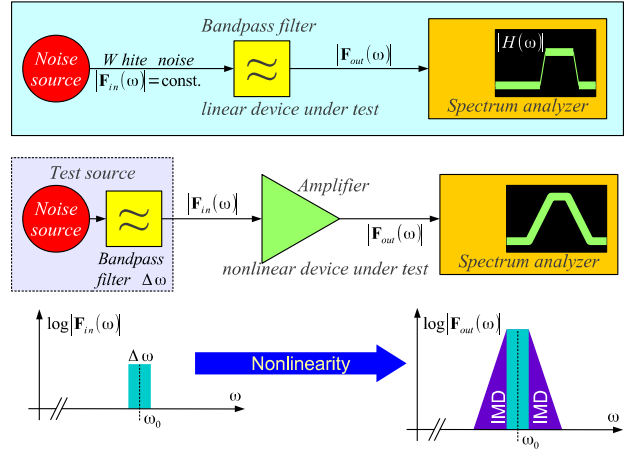 Bandpass filter
Noise source
White noise
|F_in(ω)|=const.
|F_out(ω)|
|H(ω)|
linear device under test
Spectrum analyzer
Test source
Noise source
Bandpass filter Δω
|F_in(ω)|
Amplifier
|F_out(ω)|
nonlinear device under test
Spectrum analyzer
log|F_in(ω)|
Δω
ω
ω₀
Nonlinearity
log|F_out(ω)|
IMD
IMD
ω
ω₀